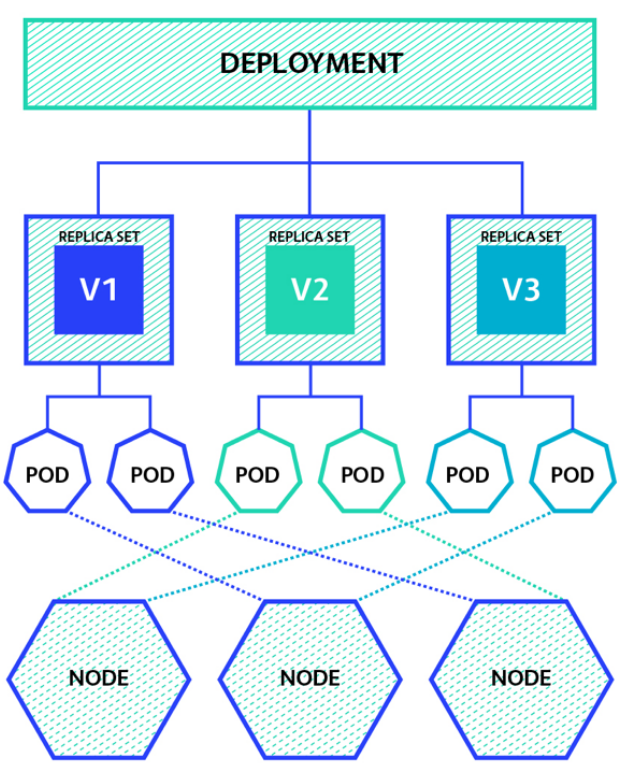 DEPLOYMENT
REPLICA SET
V1
REPLICA SET
V2
REPLICA SET
V3
POD
POD
POD
POD
POD
POD
NODE
NODE
NODE